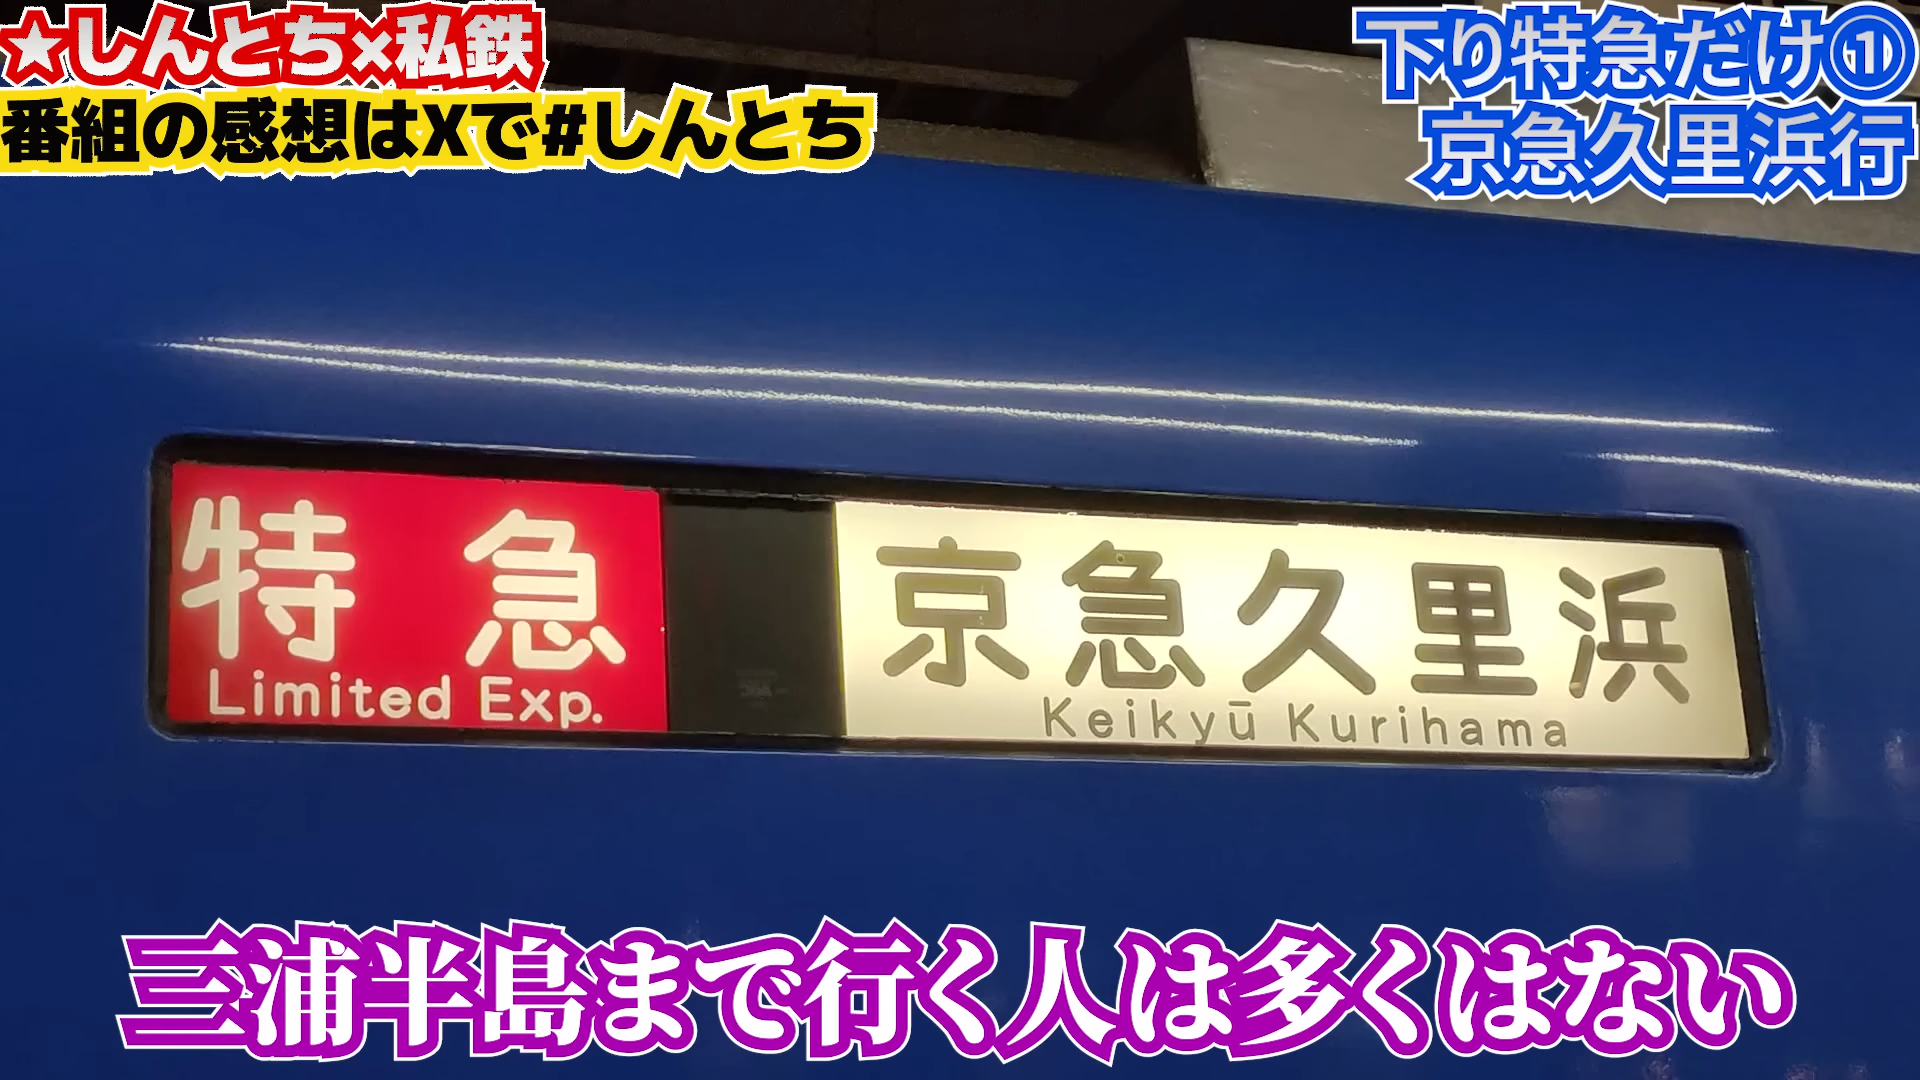 ★しんとち×私鉄
番組の感想はXで#しんとち
下り特急だけ①
京急久里浜行
特急
Limited Exp.
京急久里浜
Keikyū Kurihama
三浦半島まで行く人は多くはない